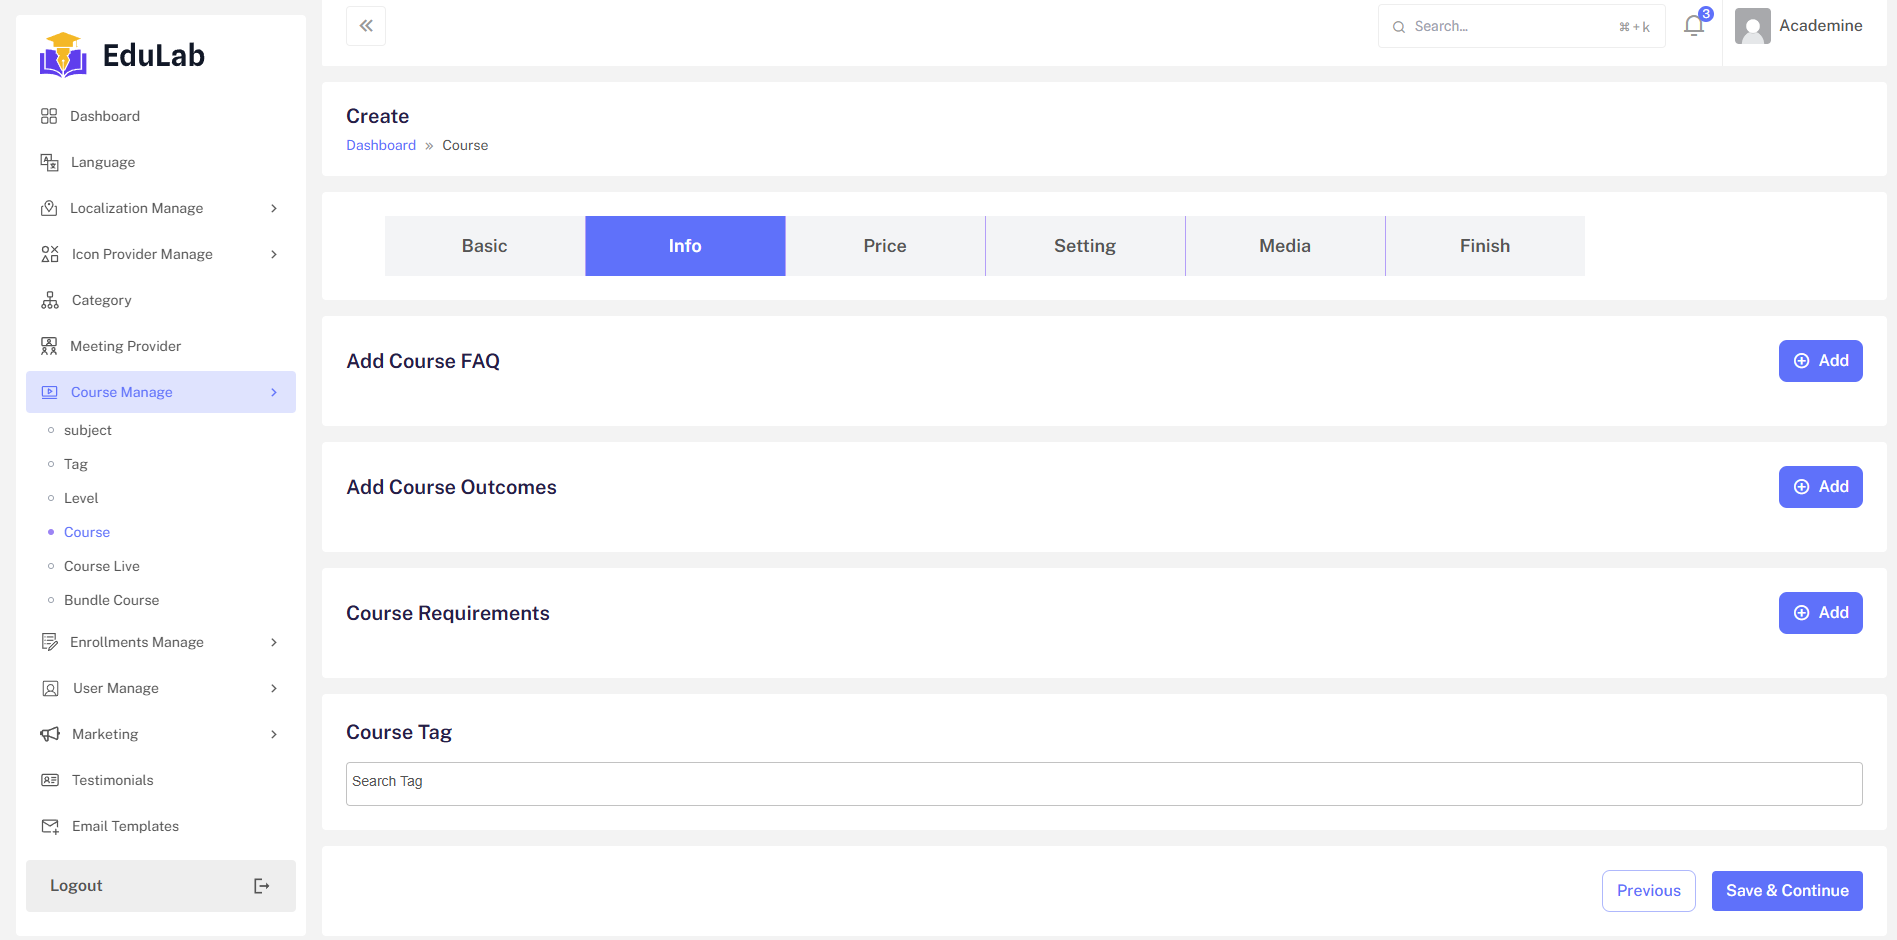 EduLab
Dashboard
Language
Localization Manage
Icon Provider Manage
Category
Meeting Provider
Course Manage
subject
Tag
Level
Course
Course Live
Bundle Course
Enrollments Manage
User Manage
Marketing
Testimonials
Email Templates
Logout
Search... ⌘+k
3
Academine
Create
Dashboard » Course
Basic Info Price Setting Media Finish
Add Course FAQ
Add
Add Course Outcomes
Add
Course Requirements
Add
Course Tag
Search Tag
Previous Save & Continue